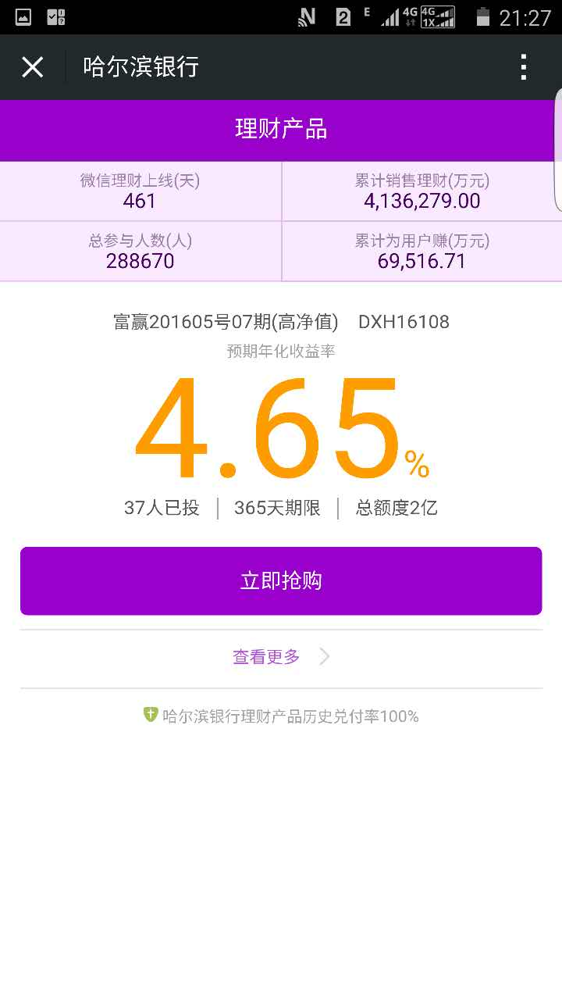 N 2 E 4G 4G 1X 21:27
哈尔滨银行
理财产品
微信理财上线(天) 累计销售理财(万元)
461 4,136,279.00
总参与人数(人) 累计为用户赚(万元)
288670 69,516.71
富赢201605号07期(高净值) DXH16108
预期年化收益率
4.65%
37人已投 365天期限 总额度2亿
立即抢购
查看更多
哈尔滨银行理财产品历史兑付率100%